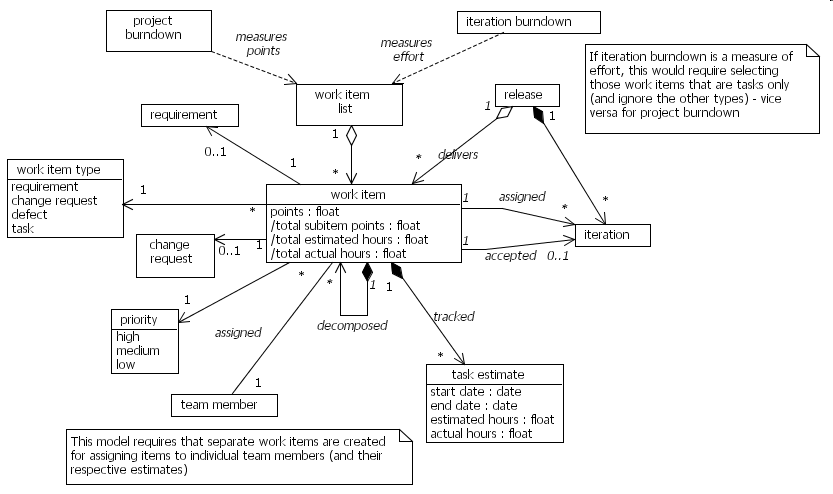 project
burndown
iteration burndown
measures
points
measures
effort
If iteration burndown is a measure of
effort, this would require selecting
those work items that are tasks only
(and ignore the other types) - vice
versa for project burndown
work item
list
release
1
1
requirement
1
0..1
1
*
*
delivers
work item type
requirement
change request
defect
task
1
*
work item
points : float
/total subitem points : float
/total estimated hours : float
/total actual hours : float
1
assigned
*
*
iteration
1
accepted
0..1
change
request
0..1
1
*
*
1
1
decomposed
priority
high
medium
low
1
assigned
1
team member
tracked
*
task estimate
start date : date
end date : date
estimated hours : float
actual hours : float
This model requires that separate work items are created
for assigning items to individual team members (and their
respective estimates)